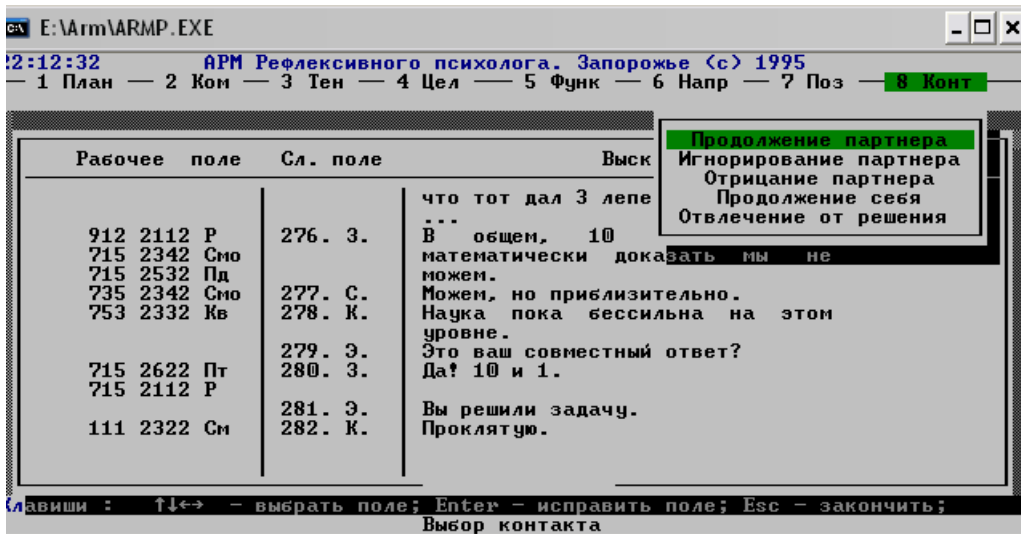 E:\Arm\ARMP.EXE
22:12:32 АРМ Рефлексивного психолога. Запорожье (c) 1995
1 План — 2 Ком — 3 Тен — 4 Цел — 5 Функ — 6 Напр — 7 Поз — 8 Конт
Рабочее поле Сл. поле Выск
Продолжение партнера
Игнорирование партнера
Отрицание партнера
Продолжение себя
Отвлечение от решения
что тот дал 3 лепе
...
912 2112 Р 276. З. В общем, 10
715 2342 Смо математически доказать мы не
715 2532 Пд можем.
735 2342 Смо 277. С. Можем, но приблизительно.
753 2332 Кв 278. К. Наука пока бессильна на этом
уровне.
279. Э. Это ваш совместный ответ?
715 2622 Пт 280. З. Да! 10 и 1.
715 2112 Р
281. Э. Вы решили задачу.
111 2322 См 282. К. Проклятую.
Клавиши : ↑↓←→ — выбрать поле; Enter — исправить поле; Esc — закончить;
Выбор контакта